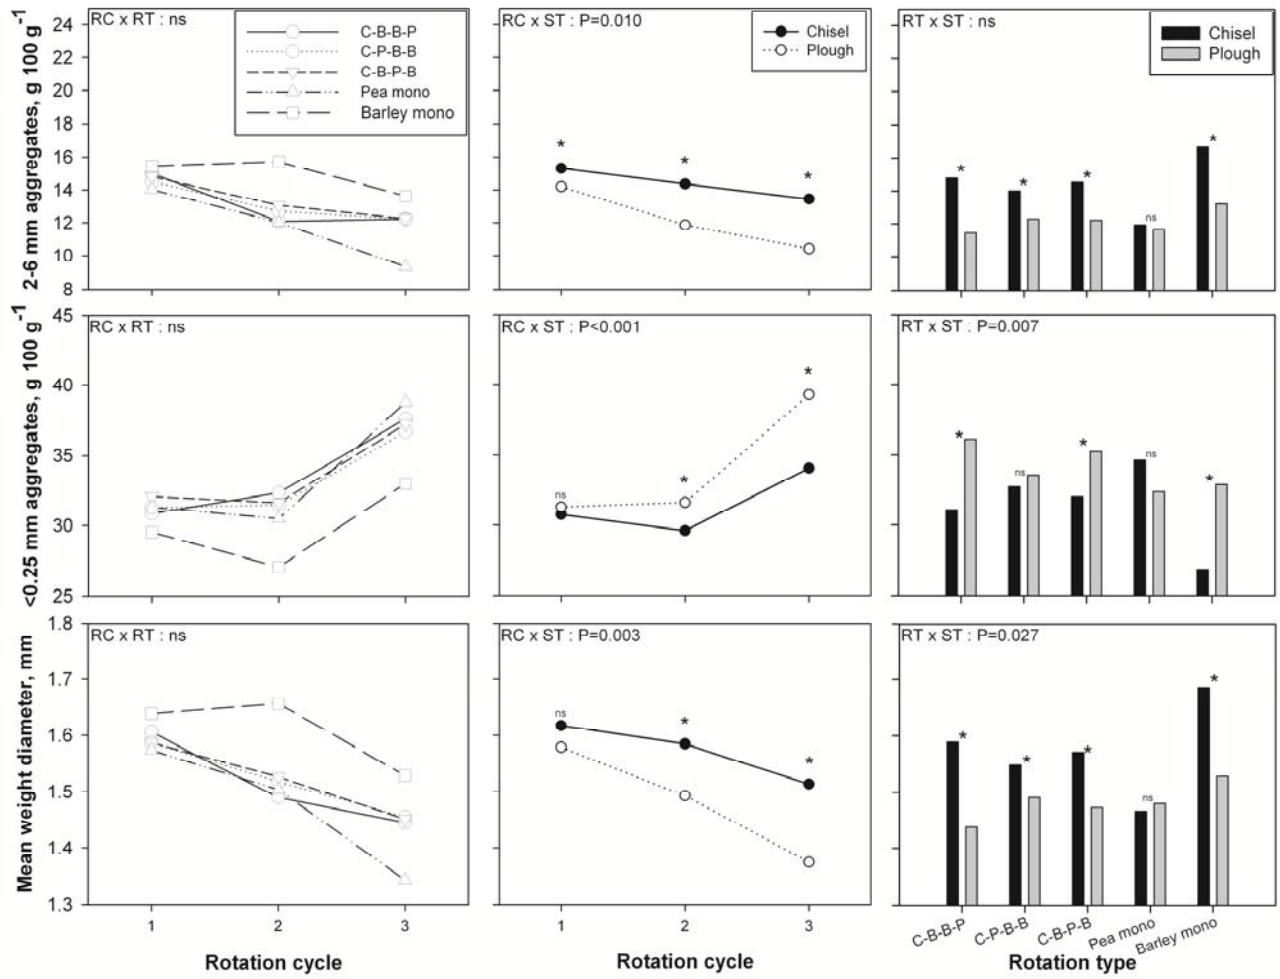 2-6 mm aggregates, g 100 g-1
24
22
20
18
16
14
12
10
8
RC x RT : ns
C-B-B-P
C-P-B-B
C-B-P-B
Pea mono
Barley mono
RC x ST : P=0.010
Chisel
Plough
*
*
*
RT x ST : ns
Chisel
Plough
*
*
*
ns
*
<0.25 mm aggregates, g 100 g-1
45
40
35
30
25
RC x RT : ns
RC x ST : P<0.001
ns
*
*
RT x ST : P=0.007
*
ns
*
ns
*
Mean weight diameter, mm
1.8
1.7
1.6
1.5
1.4
1.3
RC x RT : ns
1 2 3
Rotation cycle
RC x ST : P=0.003
ns
*
*
1 2 3
Rotation cycle
RT x ST : P=0.027
*
*
*
ns
*
C-B-B-P
C-P-B-B
C-B-P-B
Pea mono
Barley mono
Rotation type